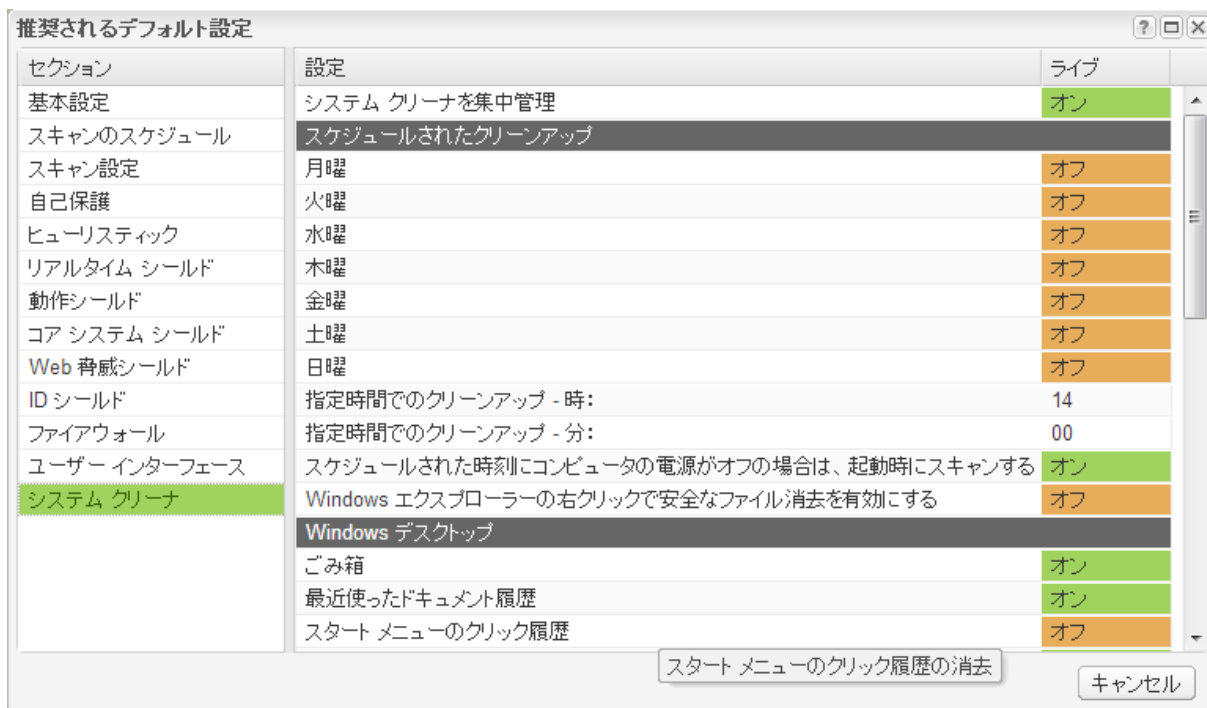 推奨されるデフォルト設定
セクション 設定 ライブ
基本設定 システム クリーナを集中管理 オン
スキャンのスケジュール スケジュールされたクリーンアップ
スキャン設定 月曜 オフ
自己保護 火曜 オフ
ヒューリスティック 水曜 オフ
リアルタイム シールド 木曜 オフ
動作シールド 金曜 オフ
コア システム シールド 土曜 オフ
Web 脅威シールド 日曜 オフ
ID シールド 指定時間でのクリーンアップ - 時: 14
ファイアウォール 指定時間でのクリーンアップ - 分: 00
ユーザー インターフェース スケジュールされた時刻にコンピュータの電源がオフの場合は、起動時にスキャンする オン
システム クリーナ Windows エクスプローラーの右クリックで安全なファイル消去を有効にする オフ
Windows デスクトップ
ごみ箱 オン
最近使ったドキュメント履歴 オン
スタート メニューのクリック履歴 オフ
スタート メニューのクリック履歴の消去
キャンセル